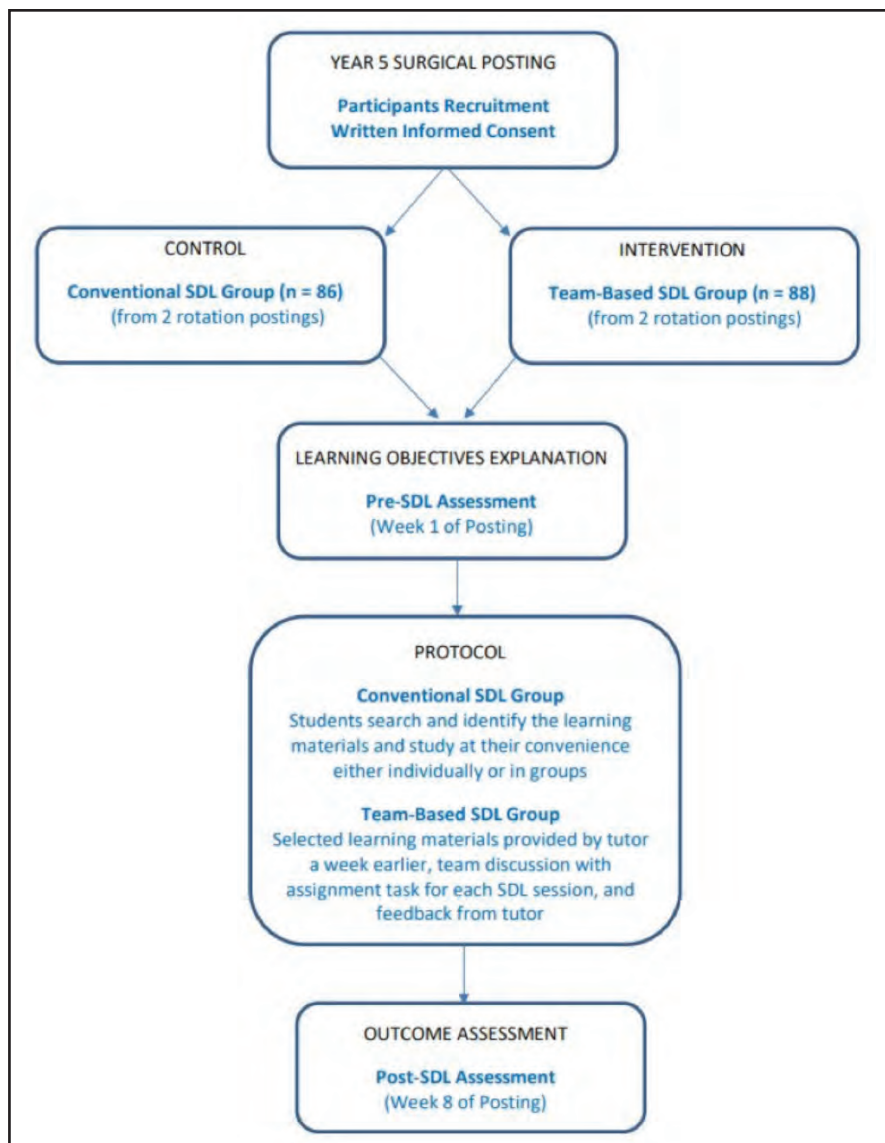 YEAR 5 SURGICAL POSTING
Participants Recruitment
Written Informed Consent
CONTROL
Conventional SDL Group (n = 86)
(from 2 rotation postings)
INTERVENTION
Team-Based SDL Group (n = 88)
(from 2 rotation postings)
LEARNING OBJECTIVES EXPLANATION
Pre-SDL Assessment
(Week 1 of Posting)
PROTOCOL
Conventional SDL Group
Students search and identify the learning
materials and study at their convenience
either individually or in groups
Team-Based SDL Group
Selected learning materials provided by tutor
a week earlier, team discussion with
assignment task for each SDL session, and
feedback from tutor
OUTCOME ASSESSMENT
Post-SDL Assessment
(Week 8 of Posting)